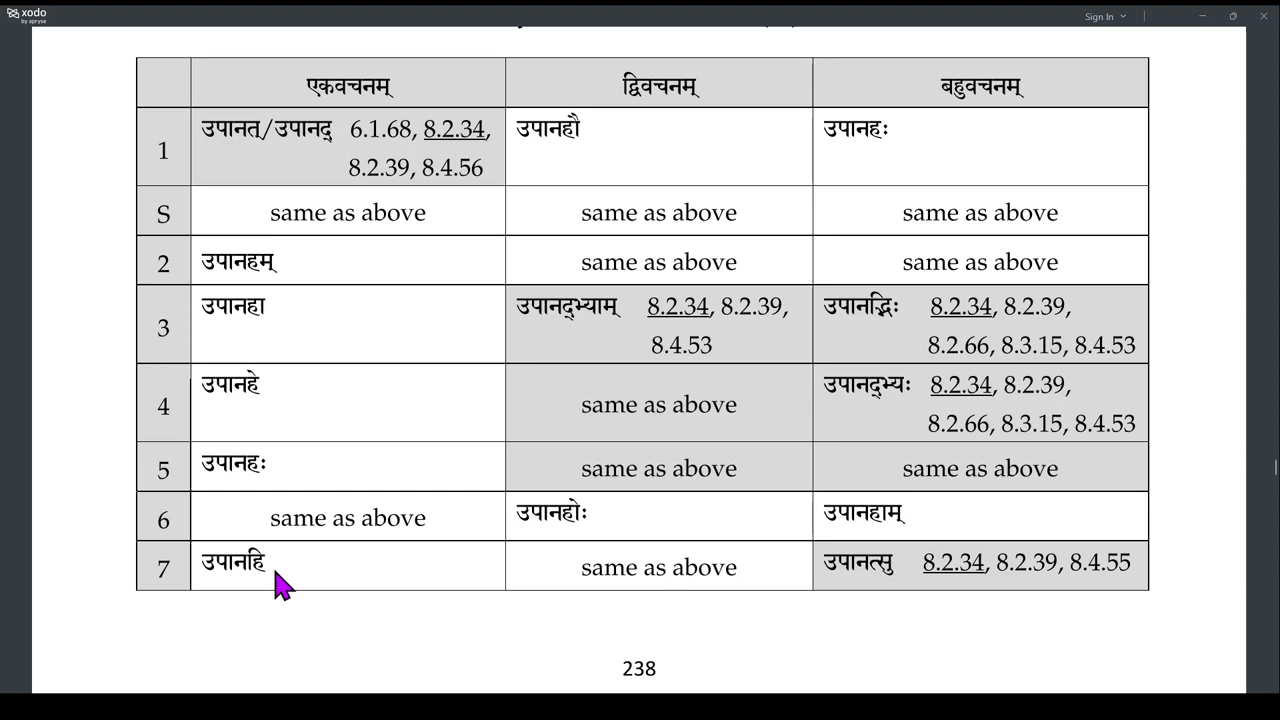 xodo
by apryse
Sign In
एकवचनम् द्विवचनम् बहुवचनम्
1 उपानत्/उपानद् 6.1.68, 8.2.34, उपानहौ उपानहः
8.2.39, 8.4.56
S same as above same as above same as above
2 उपानहम् same as above same as above
3 उपानहा उपानद्भ्याम् 8.2.34, 8.2.39, उपानद्भिः 8.2.34, 8.2.39,
8.4.53 8.2.66, 8.3.15, 8.4.53
4 उपानहे same as above उपानद्भ्यः 8.2.34, 8.2.39,
8.2.66, 8.3.15, 8.4.53
5 उपानहः same as above same as above
6 same as above उपानहोः उपानहाम्
7 उपानहि same as above उपानत्सु 8.2.34, 8.2.39, 8.4.55
238